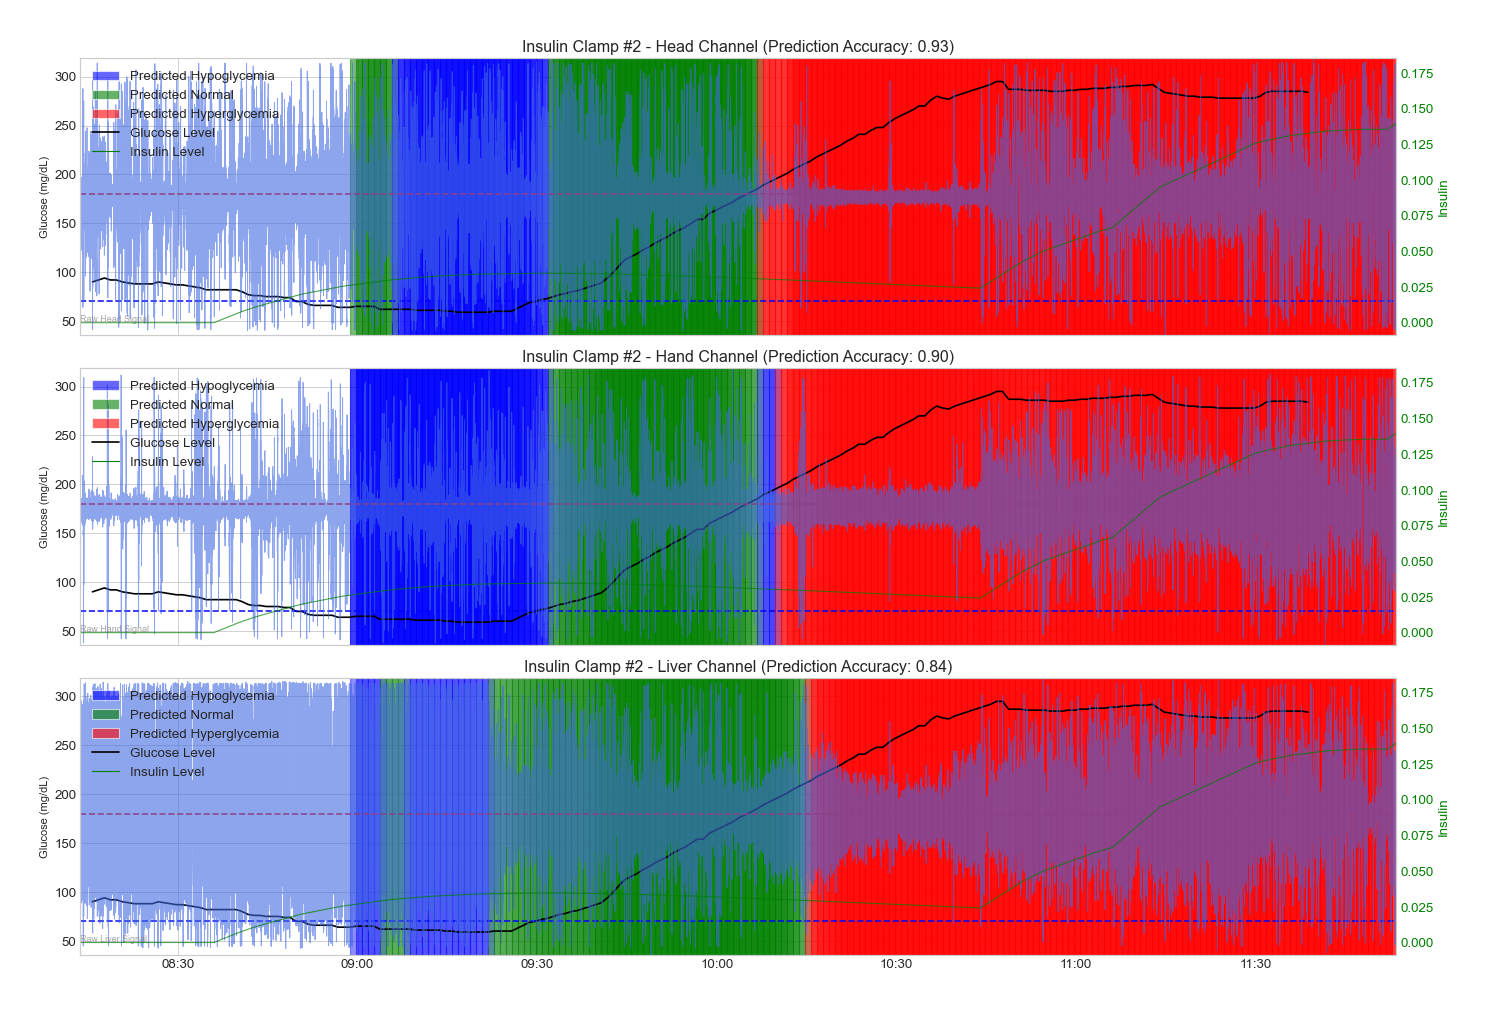 Insulin Clamp #2 - Head Channel (Prediction Accuracy: 0.93)
Predicted Hypoglycemia
Predicted Normal
Predicted Hyperglycemia
Glucose Level
Insulin Level
Raw Head Signal
Glucose (mg/dL)
300
250
200
150
100
50
0.175
0.150
0.125
0.100
0.075
0.050
0.025
0.000
Insulin
Insulin Clamp #2 - Hand Channel (Prediction Accuracy: 0.90)
Predicted Hypoglycemia
Predicted Normal
Predicted Hyperglycemia
Glucose Level
Insulin Level
Raw Hand Signal
Glucose (mg/dL)
300
250
200
150
100
50
0.175
0.150
0.125
0.100
0.075
0.050
0.025
0.000
Insulin
Insulin Clamp #2 - Liver Channel (Prediction Accuracy: 0.84)
Predicted Hypoglycemia
Predicted Normal
Predicted Hyperglycemia
Glucose Level
Insulin Level
Raw Liver Signal
Glucose (mg/dL)
300
250
200
150
100
50
0.175
0.150
0.125
0.100
0.075
0.050
0.025
0.000
Insulin
08:30 09:00 09:30 10:00 10:30 11:00 11:30